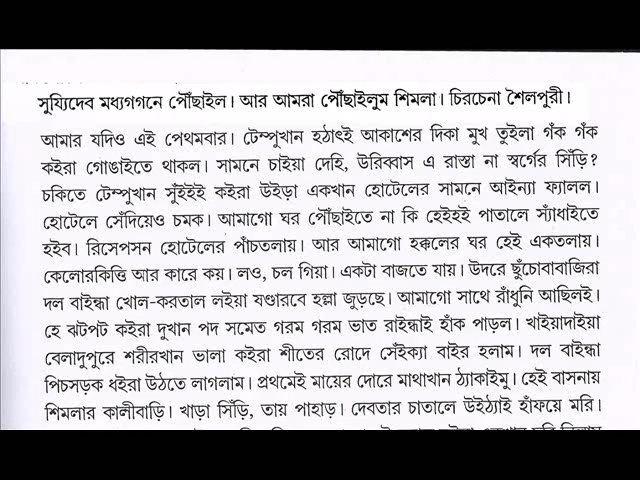 সুয্যিদেব মধ্যগগনে পৌঁছাইল। আর আমরা পৌঁছাইলুম শিমলা। চিরচেনা শৈলপুরী।
আমার যদিও এই পেথমবার। টেম্পুখান হঠাৎই আকাশের দিকা মুখ তুইলা গঁক গঁক
কইরা গোঙাইতে থাকল। সামনে চাইয়া দেহি, উরিব্বাস এ রাস্তা না স্বর্গের সিঁড়ি?
চকিতে টেম্পুখান সুঁইইই কইরা উইড়া একখান হোটেলের সামনে আইন্যা ফ্যালল।
হোটেলে সেঁদিয়েও চমক। আমাগো ঘর পৌঁছাইতে না কি হেইহই পাতালে স্যাঁধাইতে
হইব। রিসেপসন হোটেলের পাঁচতলায়। আর আমাগো হক্কলের ঘর হেই একতলায়।
কেলোরকিত্তি আর কারে কয়। লও, চল গিয়া। একটা বাজতে যায়। উদরে ছুঁচোবাবাজিরা
দল বাইন্ধা খোল-করতাল লইয়া ষণ্ডারবে হল্লা জুড়ছে। আমাগো সাথে রাঁধুনি আছিলই।
হে ঝটপট কইরা দুখান পদ সমেত গরম গরম ভাত রাইন্ধাই হাঁক পাড়ল। খাইয়াদাইয়া
বেলাদুপুরে শরীরখান ভালা কইরা শীতের রোদে সেঁইক্যা বাইর হলাম। দল বাইন্ধা
পিচসড়ক ধইরা উঠতে লাগলাম। প্রথমেই মায়ের দোরে মাথাখান ঠ্যাকাইমু। হেই বাসনায়
শিমলার কালীবাড়ি। খাড়া সিঁড়ি, তায় পাহাড়। দেবতার চাতালে উইঠ্যাই হাঁফয়ে মরি।